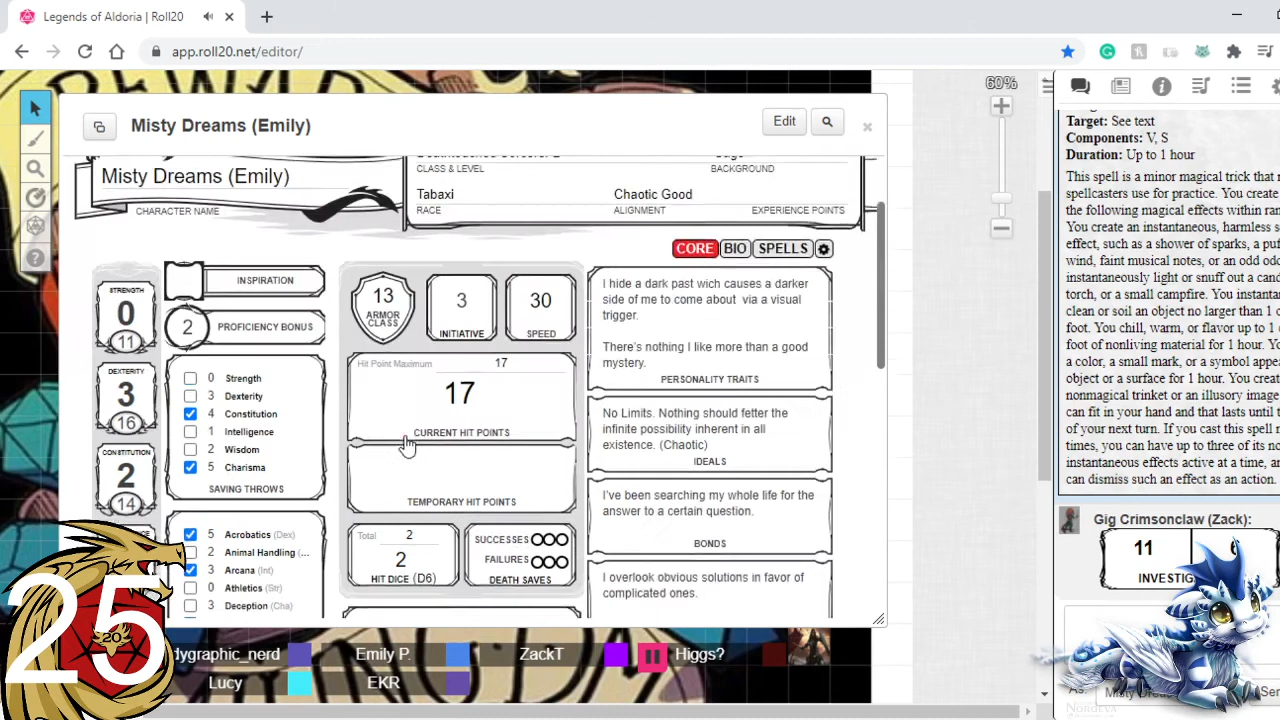 Legends of Aldoria | Roll20
app.roll20.net/editor/
60%
Misty Dreams (Emily)
Edit
Misty Dreams (Emily)
CHARACTER NAME
CLASS & LEVEL
BACKGROUND
Tabaxi
Chaotic Good
RACE
ALIGNMENT
EXPERIENCE POINTS
CORE
BIO
SPELLS
STRENGTH
0
11
DEXTERITY
3
16
CONSTITUTION
2
14
INSPIRATION
2
PROFICIENCY BONUS
0 Strength
3 Dexterity
4 Constitution
1 Intelligence
2 Wisdom
5 Charisma
SAVING THROWS
5 Acrobatics (Dex)
2 Animal Handling (...
3 Arcana (Int)
0 Athletics (Str)
3 Deception (Cha)
13
ARMOR
CLASS
3
INITIATIVE
30
SPEED
Hit Point Maximum 17
17
CURRENT HIT POINTS
TEMPORARY HIT POINTS
Total 2
2
HIT DICE (D6)
SUCCESSES
FAILURES
DEATH SAVES
I hide a dark past wich causes a darker
side of me to come about via a visual
trigger.
There's nothing I like more than a good
mystery.
PERSONALITY TRAITS
No Limits. Nothing should fetter the
infinite possibility inherent in all
existence. (Chaotic)
IDEALS
I've been searching my whole life for the
answer to a certain question.
BONDS
I overlook obvious solutions in favor of
complicated ones.
Target: See text
Components: V, S
Duration: Up to 1 hour
This spell is a minor magical trick that
spellcasters use for practice. You create
the following magical effects within
You create an instantaneous, harmless
effect, such as a shower of sparks, a
wind, faint musical notes, or an odd
instantaneously light or snuff out a
torch, or a small campfire. You
clean or soil an object no larger than 1
foot. You chill, warm, or flavor up to 1
foot of nonliving material for 1 hour.
a color, a small mark, or a symbol
object or a surface for 1 hour. You
nonmagical trinket or an illusory image
can fit in your hand and that lasts until
of your next turn. If you cast this spell
times, you can have up to three of its
instantaneous effects active at a time,
can dismiss such an effect as an action.
Gig Crimsonclaw (Zack):
11
As:
25
20
dygraphic_nerd
Emily P.
ZackT
Higgs?
Lucy
EKR